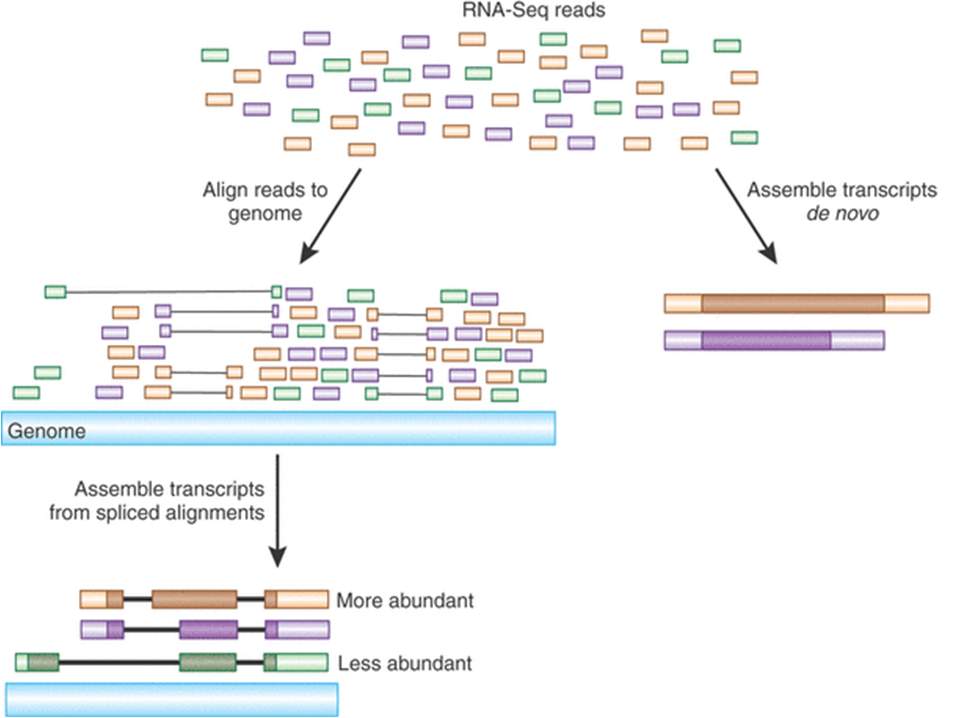 RNA-Seq reads
Align reads to
genome
Assemble transcripts
de novo
Genome
Assemble transcripts
from spliced alignments
More abundant
Less abundant